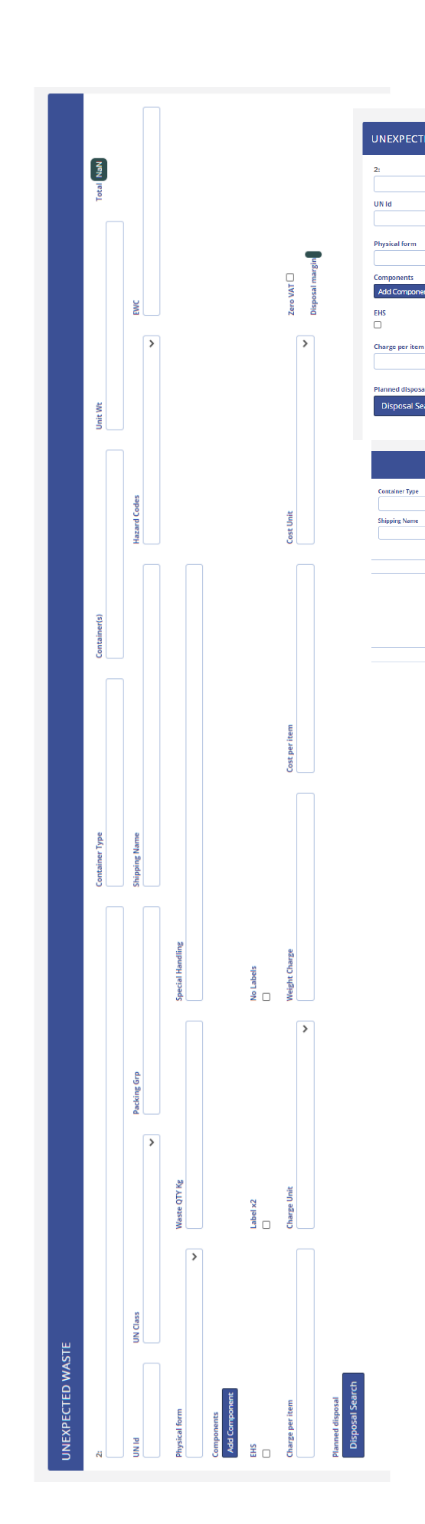 UNEXPECTED WASTE
2:
Container Type
Container(s)
Unit Wt
Total NaN
UN Id
UN Class
Packing Grp
Shipping Name
Hazard Codes
EWC
Physical form
Waste QTY Kg
Special Handling
Components
Add Component
EHS
Label x2
No Labels
Charge per item
Charge Unit
Weight Charge
Cost per item
Cost Unit
Zero VAT
Disposal margin
Planned disposal
Disposal Search
UNEXPECT
2:
UN Id
Physical form
Components
Add Compone
EHS
Charge per item
Planned disposa
Disposal Sea
Container Type
Shipping Name